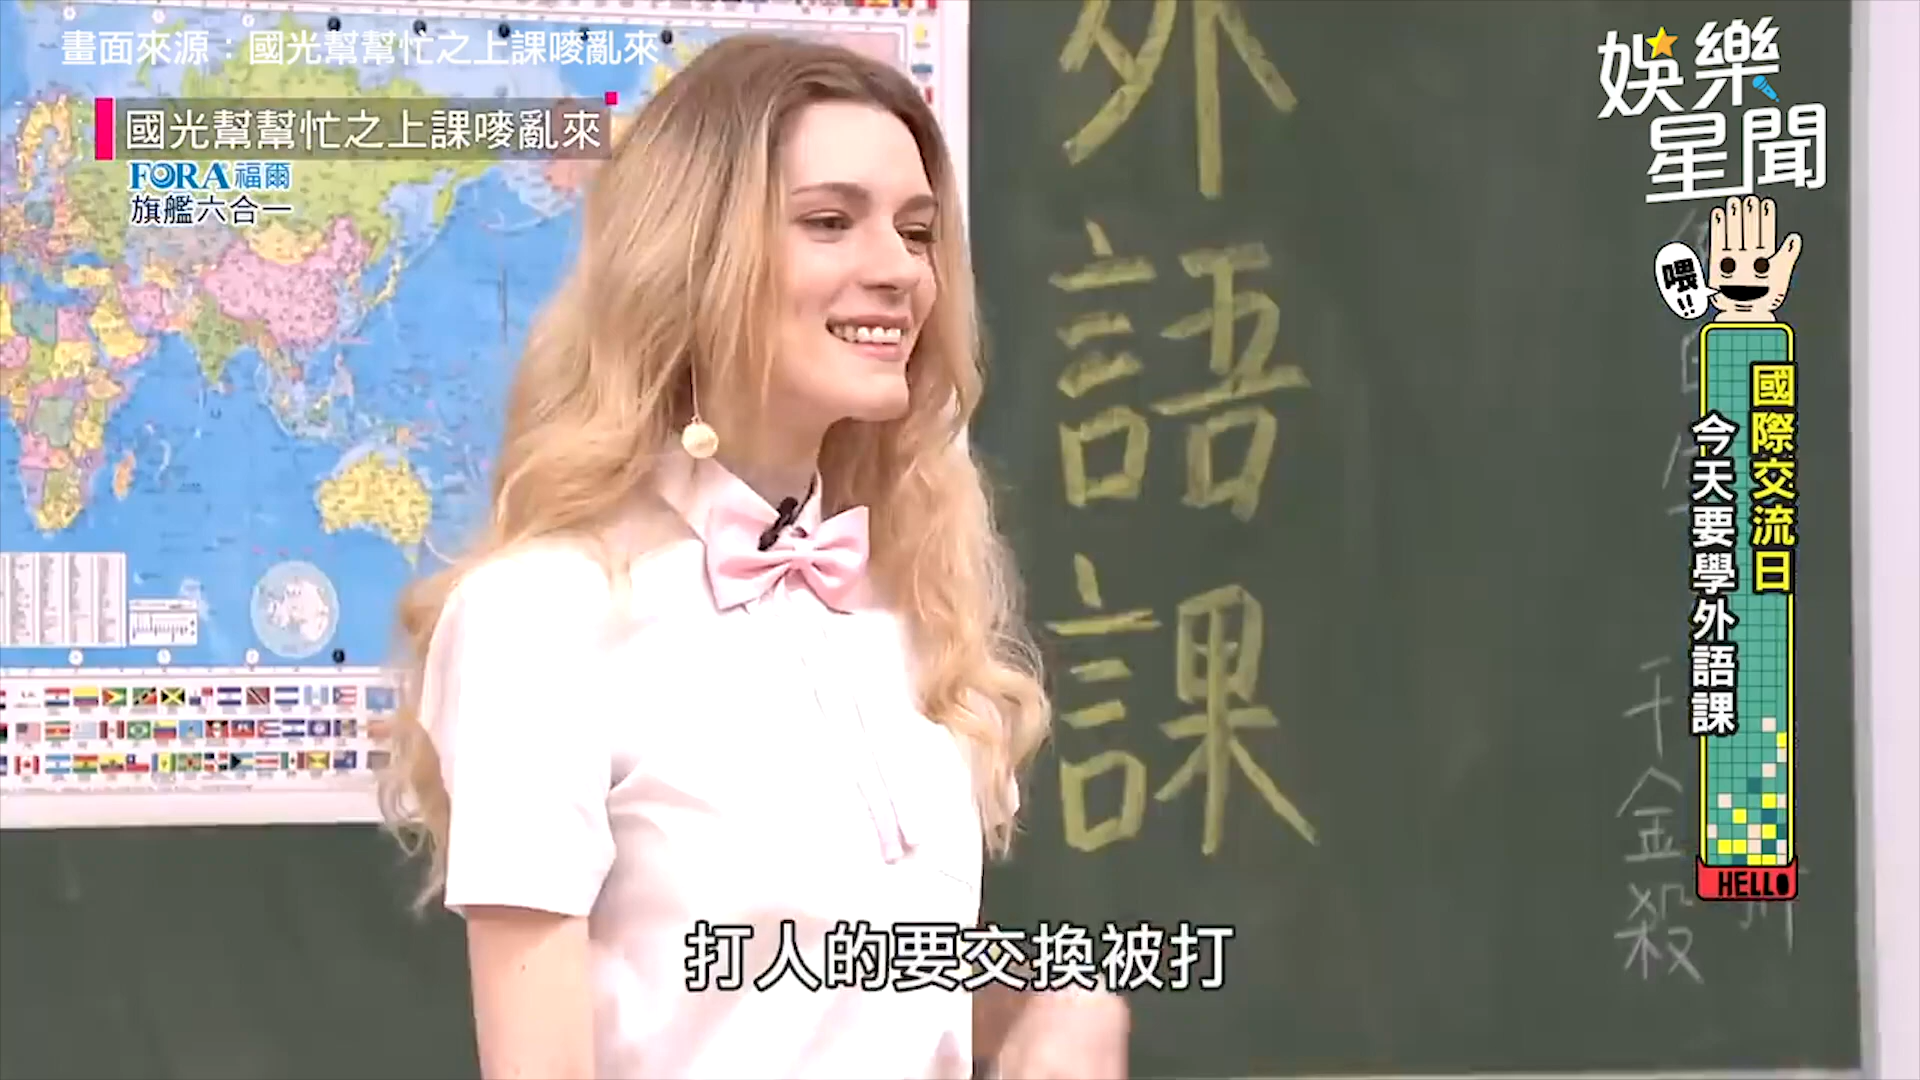 畫面來源：國光幫幫忙之上課嘜亂來
國光幫幫忙之上課嘜亂來
FORA福爾
旗艦六合一
娛樂
星聞
喂!!
國際交流日
今天要學外語課
HELLO
外語課
千金殺
打人的要交換被打